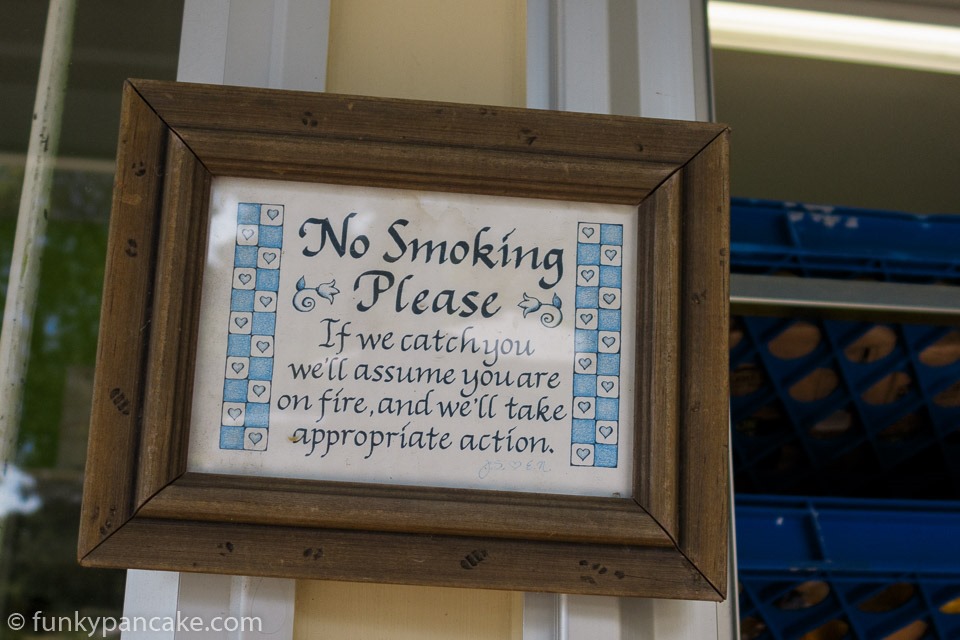 No Smoking
Please
If we catch you
we'll assume you are
on fire, and we'll take
appropriate action.
© funkypancake.com